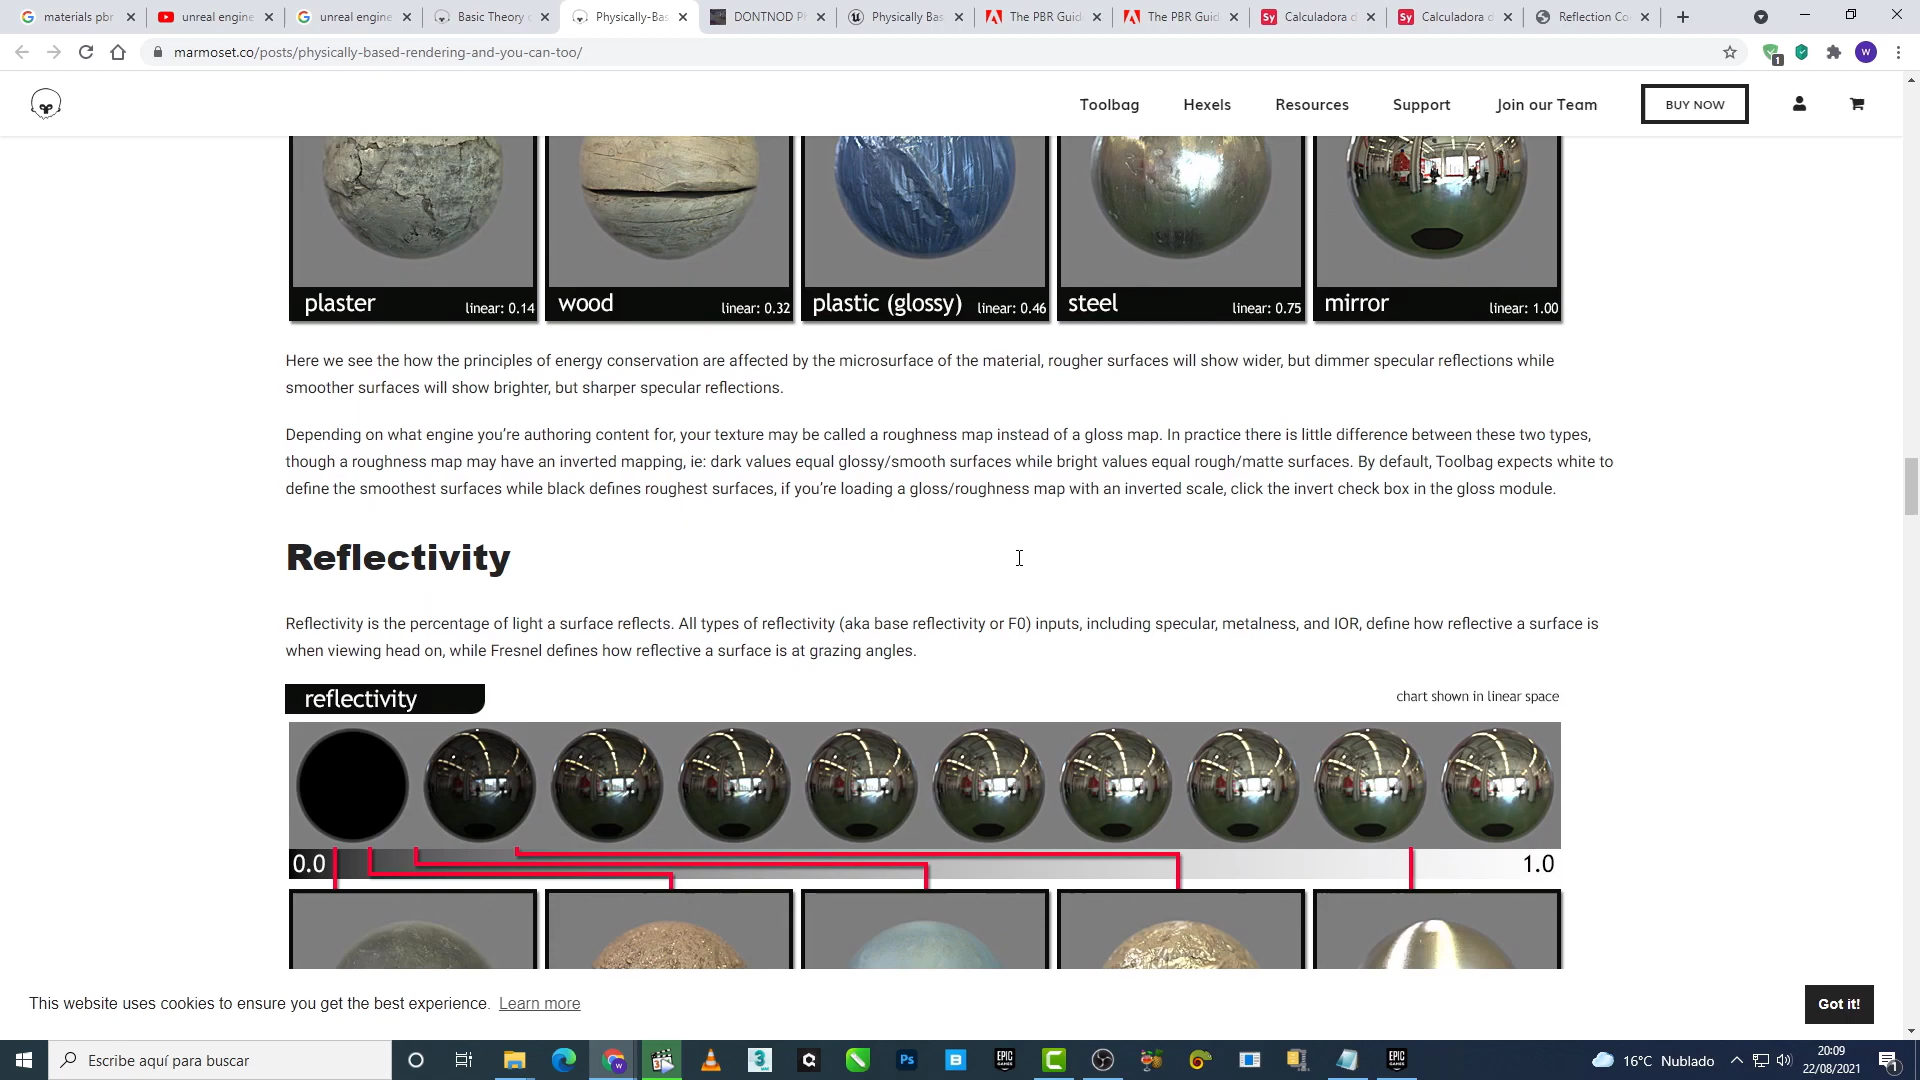 materials pbr
unreal engine
unreal engine
Basic Theory o
Physically-Bas
DONTNOD Ph
Physically Bas
The PBR Guid
The PBR Guid
Calculadora d
Calculadora d
Reflection Co
marmoset.co/posts/physically-based-rendering-and-you-can-too/
1
W
Toolbag Hexels Resources Support Join our Team BUY NOW
plaster linear: 0.14
wood linear: 0.32
plastic (glossy) linear: 0.46
steel linear: 0.75
mirror linear: 1.00
Here we see the how the principles of energy conservation are affected by the microsurface of the material, rougher surfaces will show wider, but dimmer specular reflections while
smoother surfaces will show brighter, but sharper specular reflections.
Depending on what engine you’re authoring content for, your texture may be called a roughness map instead of a gloss map. In practice there is little difference between these two types,
though a roughness map may have an inverted mapping, ie: dark values equal glossy/smooth surfaces while bright values equal rough/matte surfaces. By default, Toolbag expects white to
define the smoothest surfaces while black defines roughest surfaces, if you’re loading a gloss/roughness map with an inverted scale, click the invert check box in the gloss module.
Reflectivity
Reflectivity is the percentage of light a surface reflects. All types of reflectivity (aka base reflectivity or F0) inputs, including specular, metalness, and IOR, define how reflective a surface is
when viewing head on, while Fresnel defines how reflective a surface is at grazing angles.
reflectivity
chart shown in linear space
0.0 1.0
This website uses cookies to ensure you get the best experience. Learn more
Got it!
Escribe aquí para buscar
Ps
3
B
EPIC
GAMES
EPIC
GAMES
16°C Nublado
20:09
22/08/2021
1